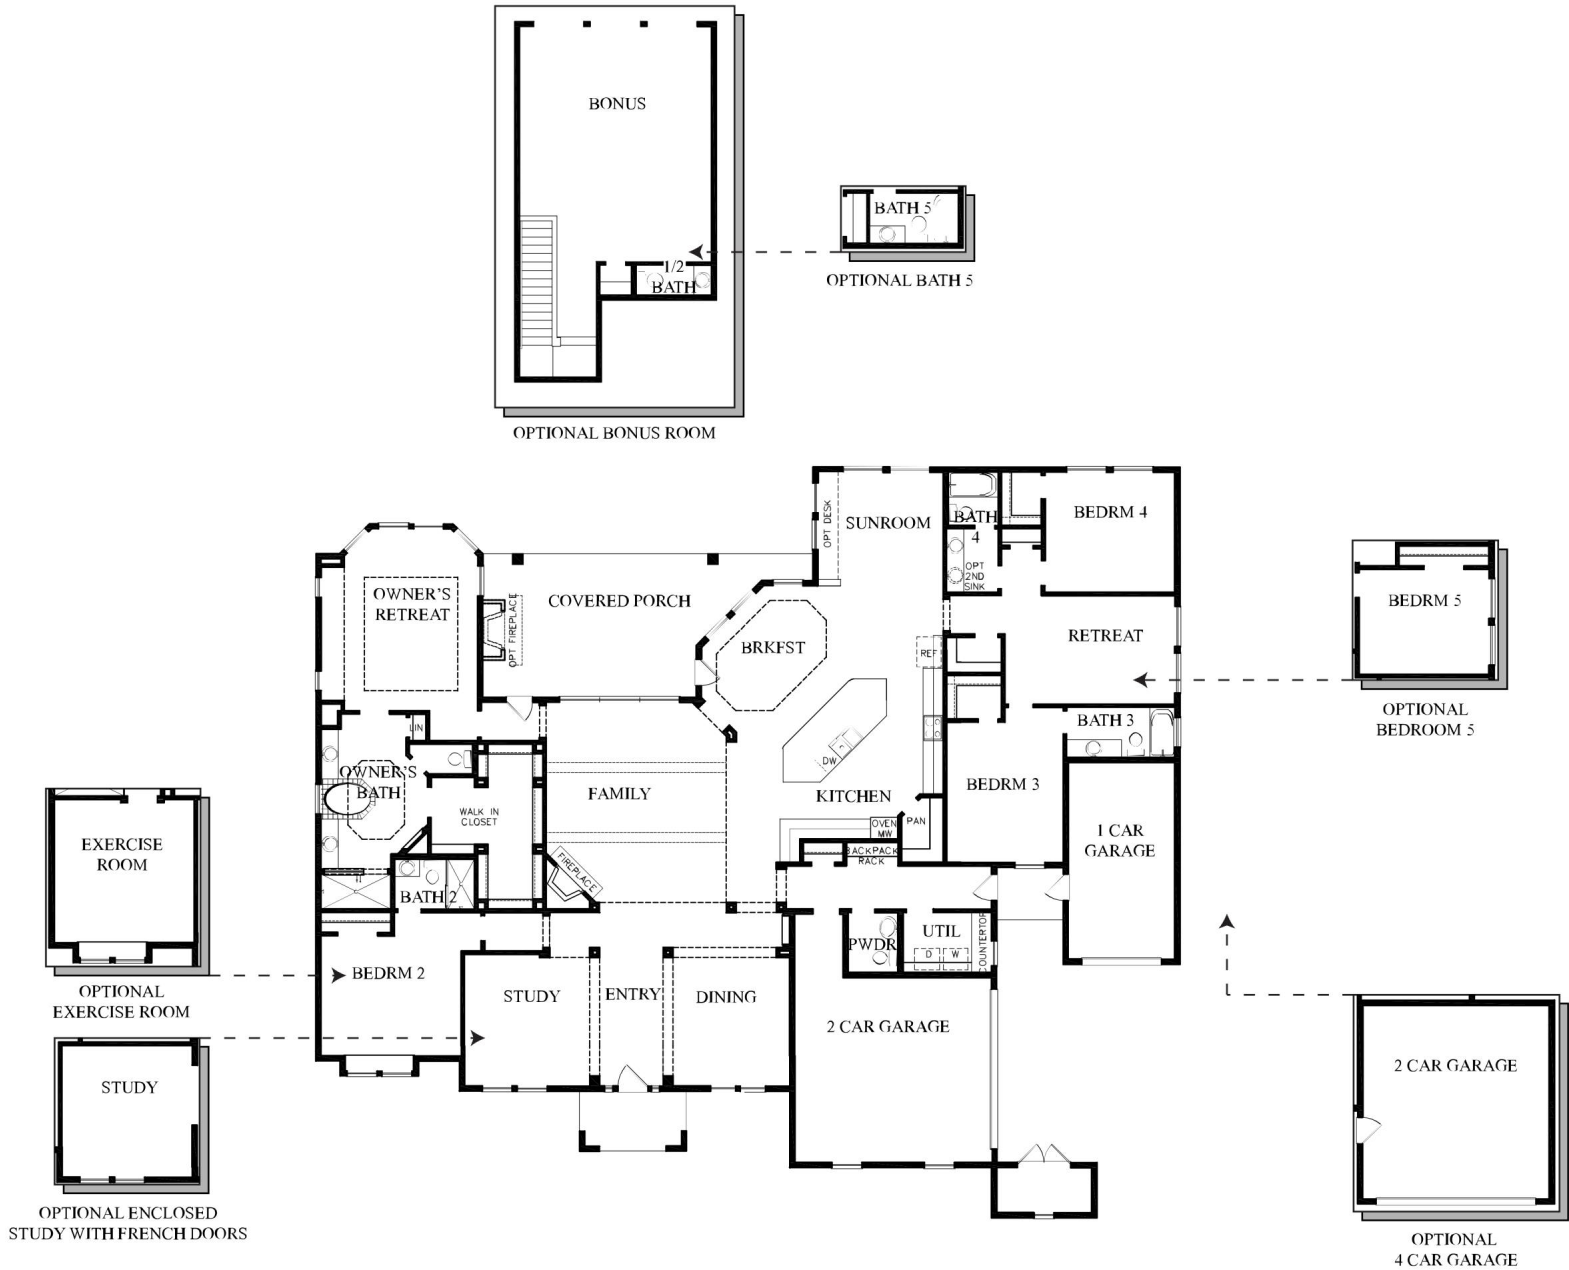 BONUS
1/2
BATH
OPTIONAL BONUS ROOM
BATH 5
OPTIONAL BATH 5
OPT DESK
SUNROOM
BATH
4
OPT
2ND
SINK
BEDRM 4
OWNER'S
RETREAT
OPT FIREPLACE
COVERED PORCH
BRKFST
REF
RETREAT
BEDRM 5
OPTIONAL
BEDROOM 5
LIN
BATH 3
OWNER'S
BATH
DW
WALK IN
CLOSET
FAMILY
KITCHEN
BEDRM 3
OVEN
MW
PAN
1 CAR
GARAGE
EXERCISE
ROOM
OPTIONAL
EXERCISE ROOM
FIREPLACE
BACKPACK
RACK
BATH 2
PWDR
UTIL
D
W
COUNTERTOP
BEDRM 2
STUDY
ENTRY
DINING
2 CAR GARAGE
STUDY
OPTIONAL ENCLOSED
STUDY WITH FRENCH DOORS
2 CAR GARAGE
OPTIONAL
4 CAR GARAGE